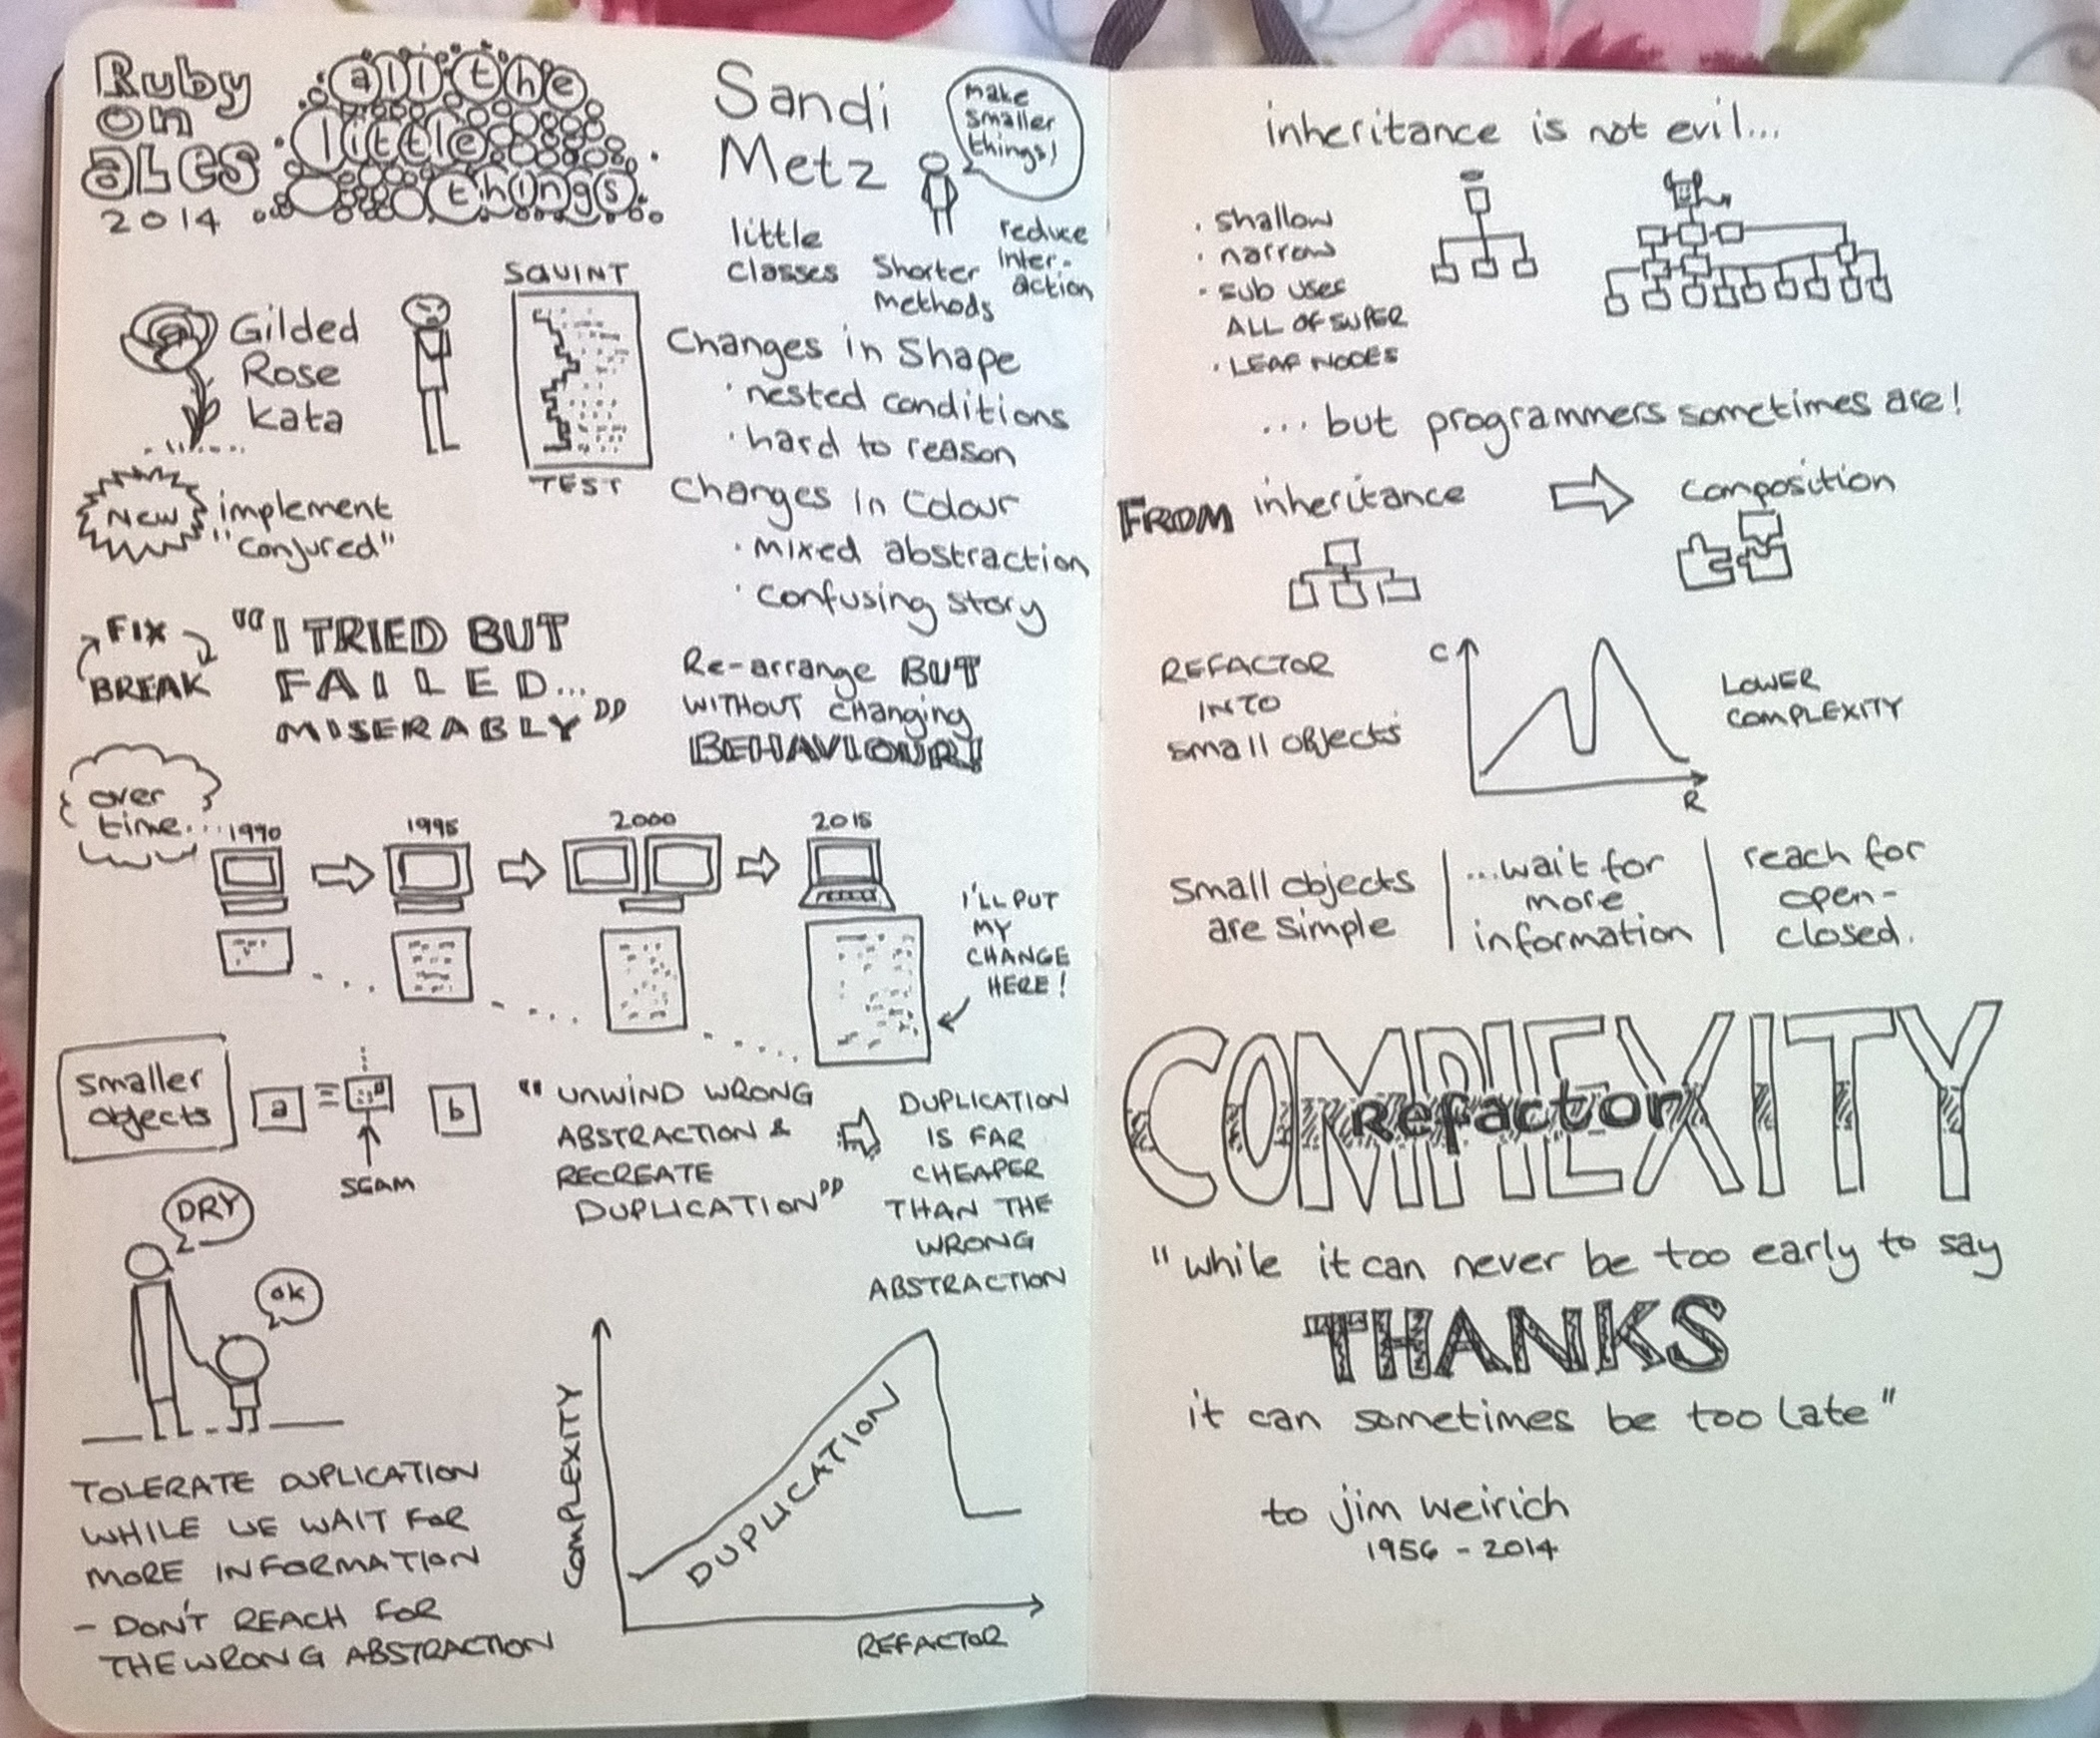 Ruby
on
aLes
2014
all the
little
things
Sandi
Metz
make
smaller
things!
little
classes
Shorter
methods
reduce
inter-
action
Gilded
Rose
Kata
SQUINT
TEST
Changes in Shape
· nested conditions
· hard to reason
Changes in Colour
· mixed abstraction
· confusing story
NEW
implement
"conjured"
FIX
BREAK
"I TRIED BUT
FAILED...
MISERABLY"
Re-arrange BUT
WITHOUT changing
BEHAVIOUR!
over
time...
1990
1995
2000
2015
I'LL PUT
MY
CHANGE
HERE!
Smaller
objects
a
b
SEAM
"UNWIND WRONG
ABSTRACTION &
RECREATE
DUPLICATION"
DUPLICATION
IS FAR
CHEAPER
THAN THE
WRONG
ABSTRACTION
DRY
ok
TOLERATE DUPLICATION
WHILE WE WAIT FOR
MORE INFORMATION
- DON'T REACH FOR
THE WRONG ABSTRACTION
COMPLEXITY
DUPLICATION
REFACTOR
inheritance is not evil...
· shallow
· narrow
· sub uses
ALL OF SUPER
· LEAF NODES
... but programmers sometimes are!
FROM inheritance
composition
REFACTOR
INTO
small objects
C
R
LOWER
COMPLEXITY
Small objects
are simple
...wait for
more
information
reach for
open-
closed.
COMPLEXITY
Refactor
"while it can never be too early to say
THANKS
it can sometimes be too late"
to jim weirich
1956 - 2014